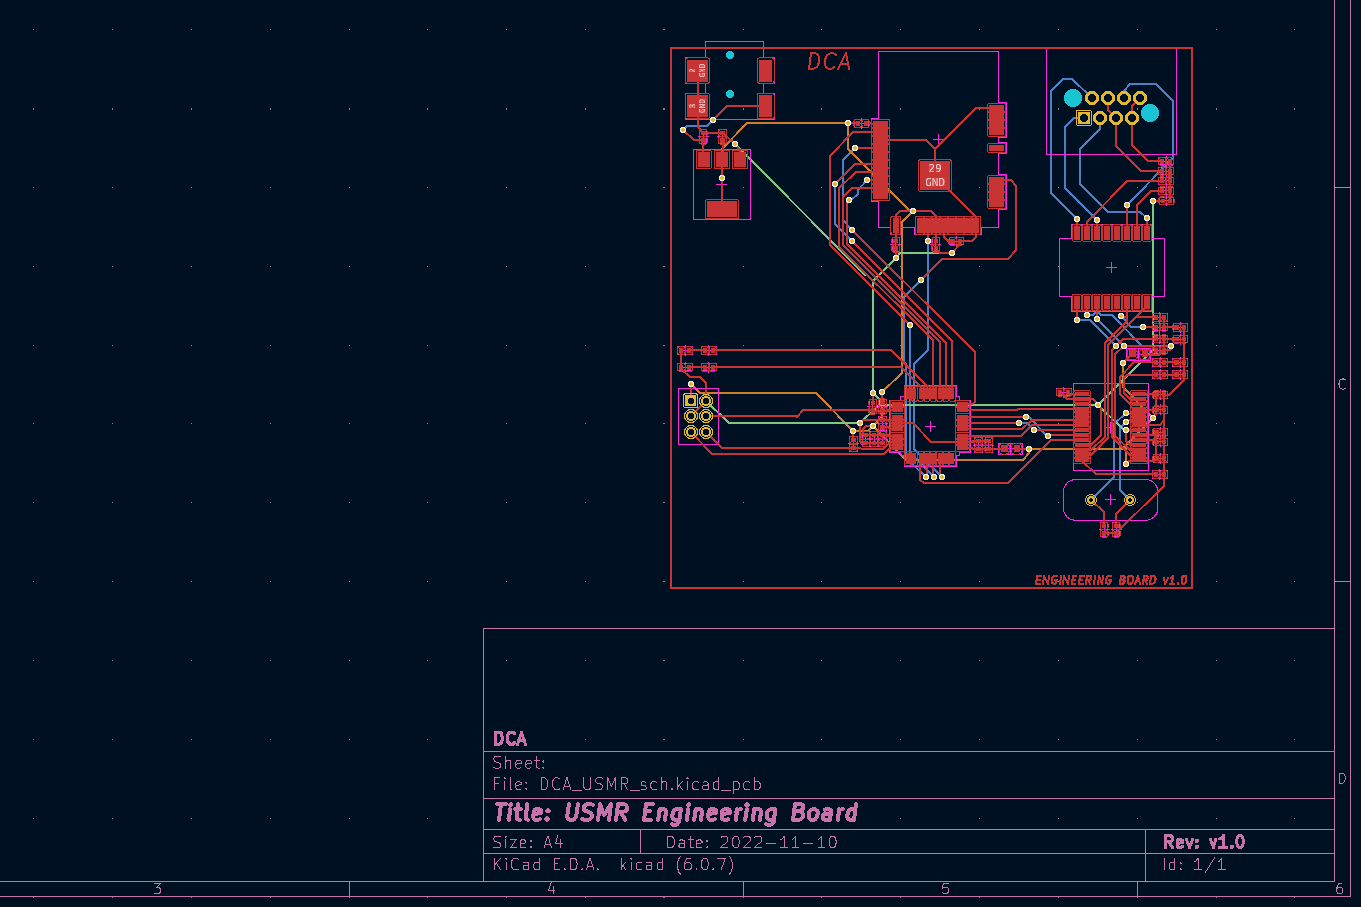 DCA
2
GND
3
GND
29
GND
C
ENGINEERING BOARD v1.0
DCA
Sheet:
File: DCA_USMR_sch.kicad_pcb
D
Title: USMR Engineering Board
Size: A4
Date: 2022-11-10
Rev: v1.0
KiCad E.D.A. kicad (6.0.7)
Id: 1/1
3
4
5
6